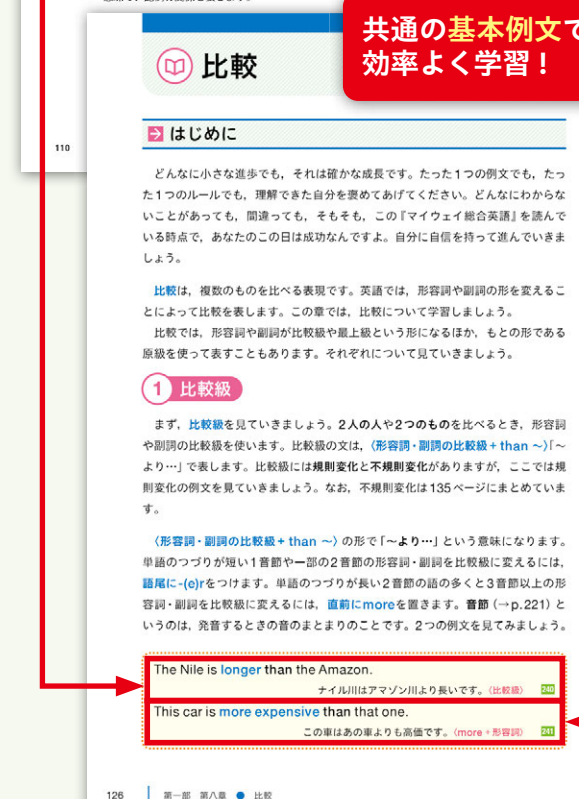 共通の基本例文で
効率よく学習！
110
比較
はじめに
どんなに小さな進歩でも，それは確かな成長です。たった1つの例文でも，たっ
た1つのルールでも，理解できた自分を褒めてあげてください。どんなにわからな
いことがあっても，間違っても，そもそも，この『マイウェイ総合英語』を読んで
いる時点で，あなたのこの日は成功なんですよ。自分に自信を持って進んでいきま
しょう。
比較は，複数のものを比べる表現です。英語では，形容詞や副詞の形を変えるこ
とによって比較を表します。この章では，比較について学習しましょう。
比較では，形容詞や副詞が比較級や最上級という形になるほか，もとの形である
原級を使って表すこともあります。それぞれについて見ていきましょう。
1 比較級
まず，比較級を見ていきましょう。2人の人や2つのものを比べるとき，形容詞
や副詞の比較級を使います。比較級の文は，〈形容詞・副詞の比較級 + than ～〉「～
より…」で表します。比較級には規則変化と不規則変化がありますが，ここでは規
則変化の例文を見ていきましょう。なお，不規則変化は135ページにまとめていま
す。
〈形容詞・副詞の比較級 + than ～〉の形で「～より…」という意味になります。
単語のつづりが短い1音節や一部の2音節の形容詞・副詞を比較級に変えるには，
語尾に-(e)rをつけます。単語のつづりが長い2音節の語の多くと3音節以上の形
容詞・副詞を比較級に変えるには，直前にmoreを置きます。音節（→p.221）と
いうのは，発音するときの音のまとまりのことです。2つの例文を見てみましょう。
The Nile is longer than the Amazon.
ナイル川はアマゾン川より長いです。〈比較級〉 240
This car is more expensive than that one.
この車はあの車よりも高価です。〈more + 形容詞〉 241
126 第一部 第八章 ● 比較